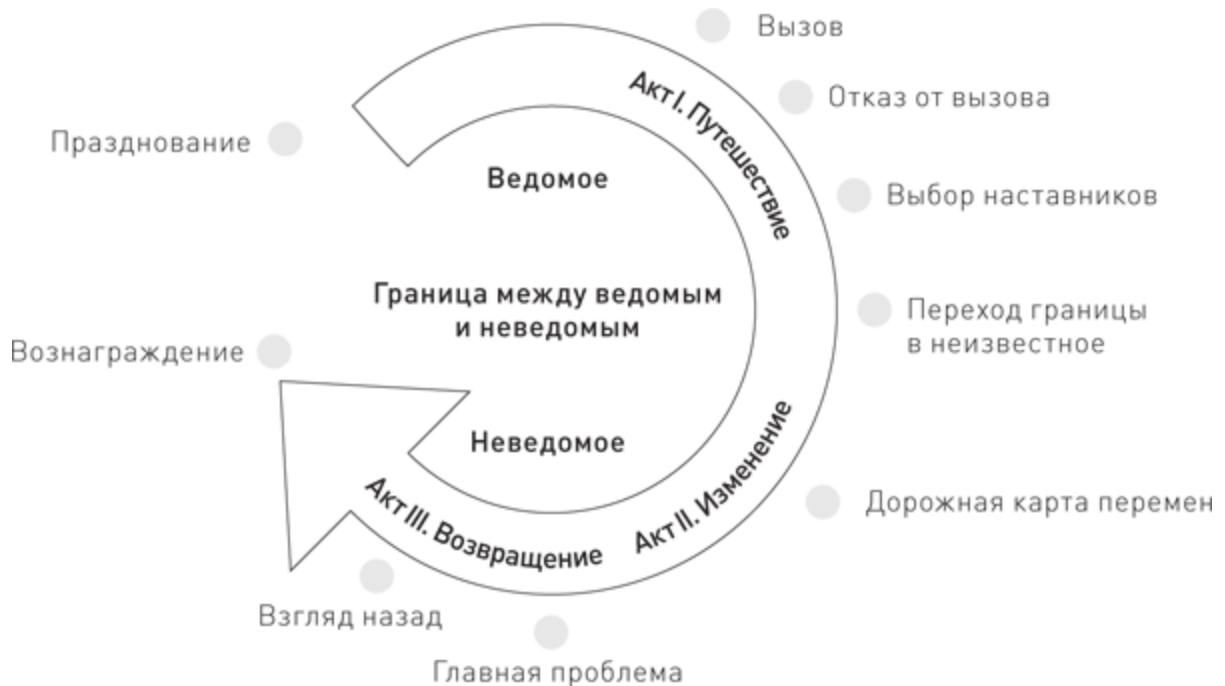 Вызов
Отказ от вызова
Выбор наставников
Переход границы
в неизвестное
Дорожная карта перемен
Главная проблема
Взгляд назад
Вознаграждение
Празднование
Акт I. Путешествие
Акт II. Изменение
Акт III. Возвращение
Ведомое
Граница между ведомым
и неведомым
Неведомое